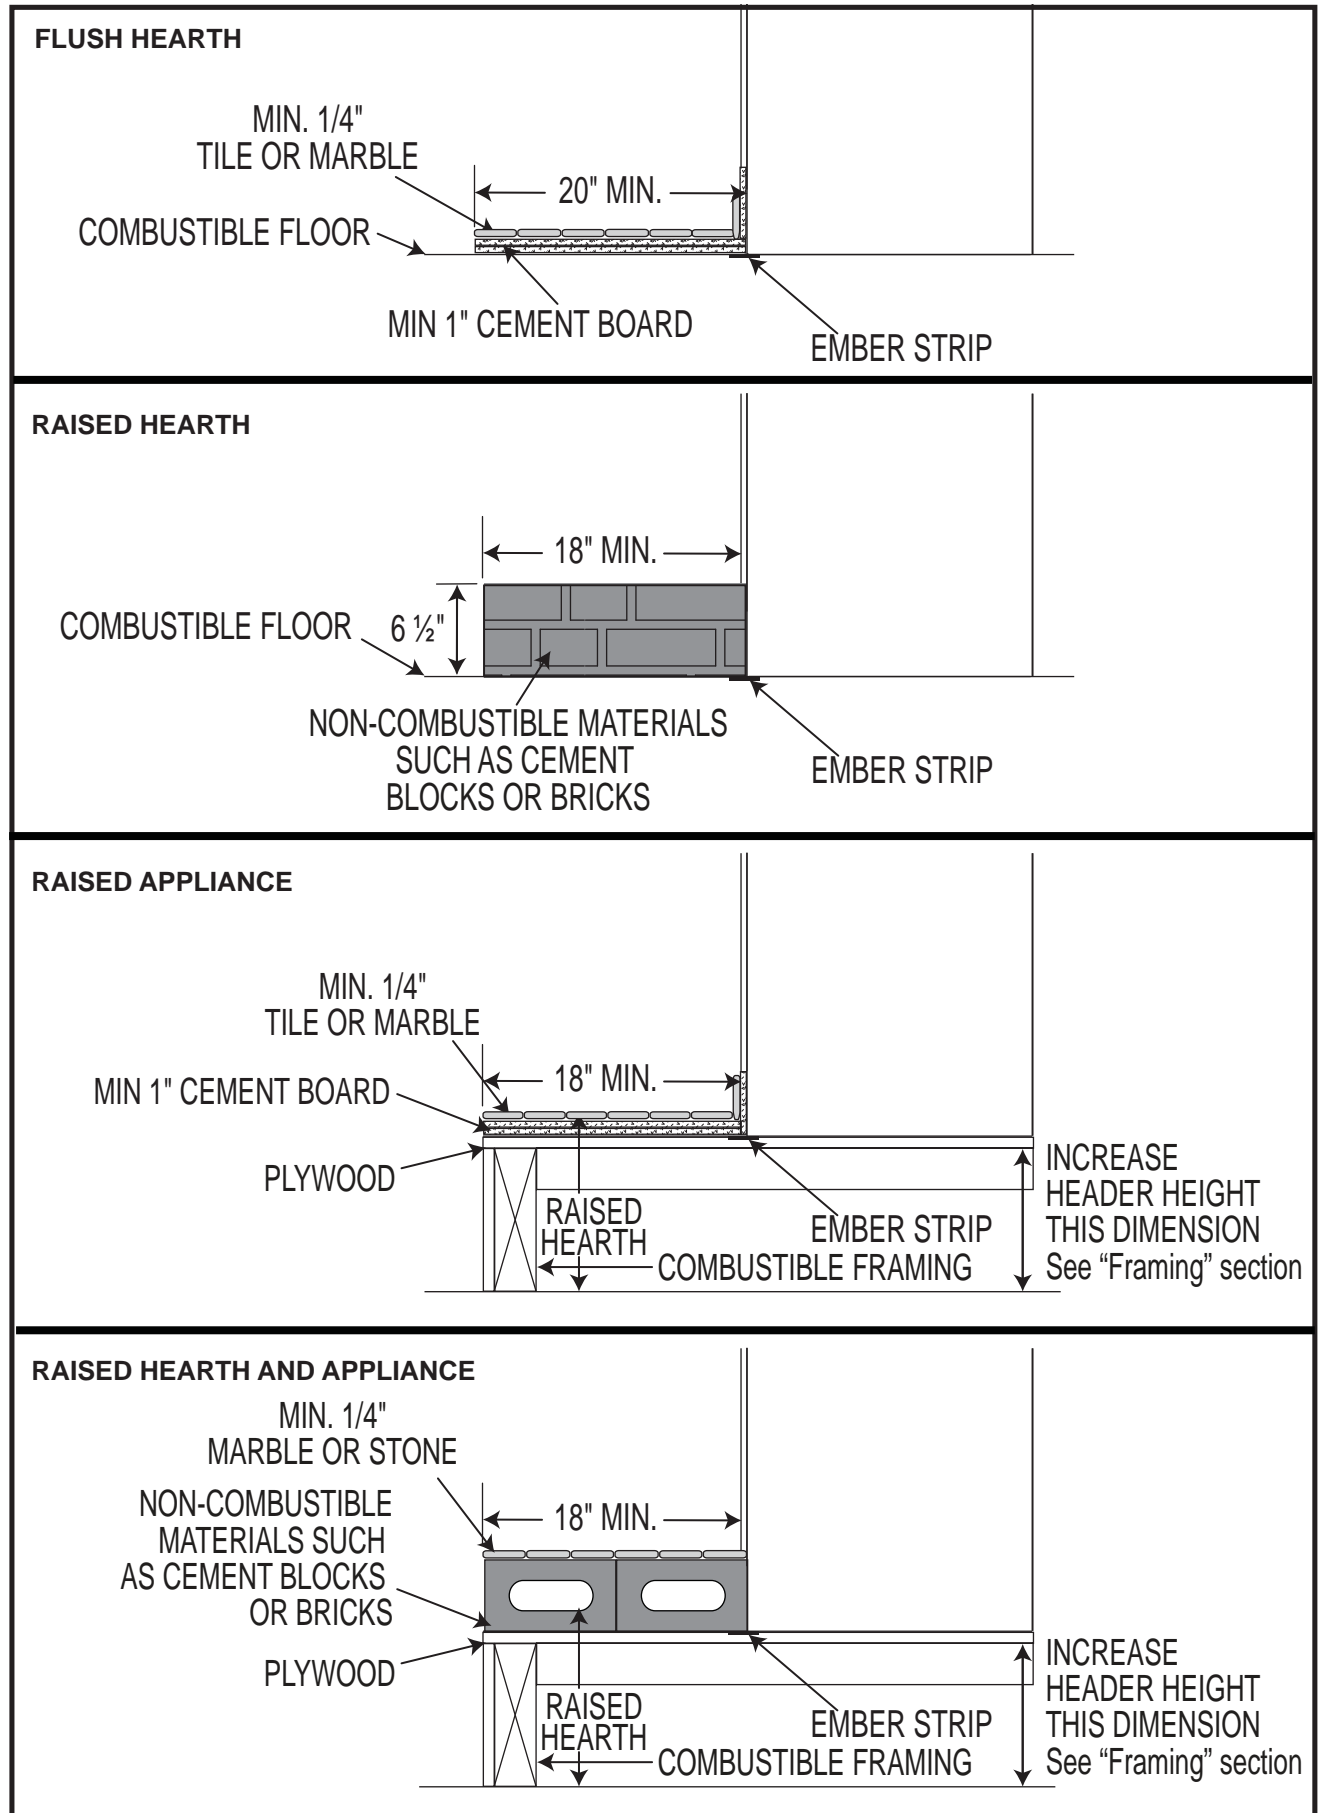 FLUSH HEARTH
MIN. 1/4"
TILE OR MARBLE
20" MIN.
COMBUSTIBLE FLOOR
MIN 1" CEMENT BOARD
EMBER STRIP
RAISED HEARTH
18" MIN.
COMBUSTIBLE FLOOR
6 ½"
NON-COMBUSTIBLE MATERIALS
SUCH AS CEMENT
BLOCKS OR BRICKS
EMBER STRIP
RAISED APPLIANCE
MIN. 1/4"
TILE OR MARBLE
18" MIN.
MIN 1" CEMENT BOARD
PLYWOOD
RAISED
HEARTH
EMBER STRIP
COMBUSTIBLE FRAMING
INCREASE
HEADER HEIGHT
THIS DIMENSION
See “Framing” section
RAISED HEARTH AND APPLIANCE
MIN. 1/4"
MARBLE OR STONE
NON-COMBUSTIBLE
MATERIALS SUCH
AS CEMENT BLOCKS
OR BRICKS
18" MIN.
PLYWOOD
RAISED
HEARTH
EMBER STRIP
COMBUSTIBLE FRAMING
INCREASE
HEADER HEIGHT
THIS DIMENSION
See “Framing” section